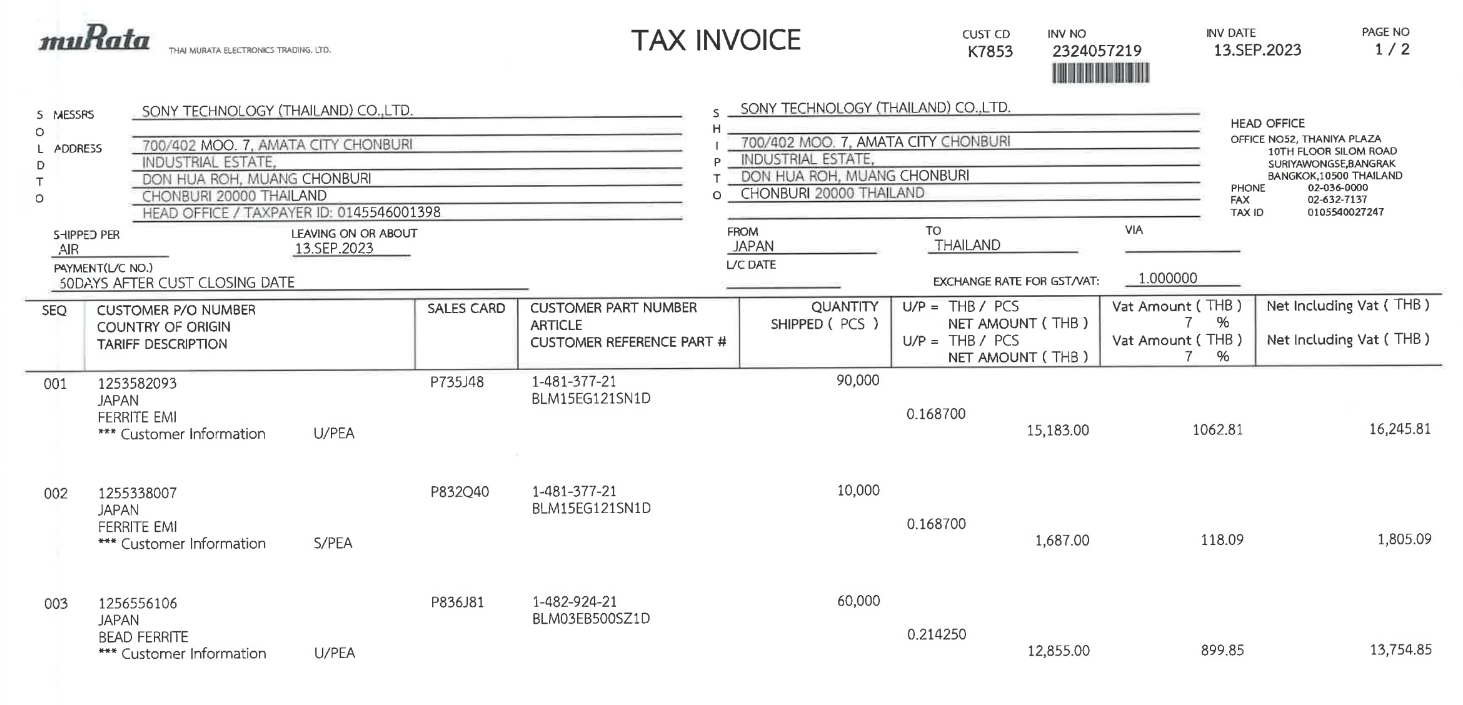 muRata THAI MURATA ELECTRONICS TRADING. LTD.
TAX INVOICE
CUST CD INV NO INV DATE PAGE NO
K7853 2324057219 13.SEP.2023 1 / 2
SOLD TO
MESSRS SONY TECHNOLOGY (THAILAND) CO.,LTD.
ADDRESS 700/402 MOO. 7, AMATA CITY CHONBURI
INDUSTRIAL ESTATE,
DON HUA ROH, MUANG CHONBURI
CHONBURI 20000 THAILAND
HEAD OFFICE / TAXPAYER ID: 0145546001398
SHIP TO
SONY TECHNOLOGY (THAILAND) CO.,LTD.
700/402 MOO. 7, AMATA CITY CHONBURI
INDUSTRIAL ESTATE,
DON HUA ROH, MUANG CHONBURI
CHONBURI 20000 THAILAND
HEAD OFFICE
OFFICE NO52, THANIYA PLAZA
10TH FLOOR SILOM ROAD
SURIYAWONGSE,BANGRAK
BANGKOK,10500 THAILAND
PHONE 02-036-0000
FAX 02-632-7137
TAX ID 0105540027247
SHIPPED PER LEAVING ON OR ABOUT FROM TO VIA
AIR 13.SEP.2023 JAPAN THAILAND
PAYMENT(L/C NO.) L/C DATE
60DAYS AFTER CUST CLOSING DATE EXCHANGE RATE FOR GST/VAT: 1.000000
SEQ CUSTOMER P/O NUMBER SALES CARD CUSTOMER PART NUMBER QUANTITY U/P = THB / PCS Vat Amount ( THB ) Net Including Vat ( THB )
COUNTRY OF ORIGIN ARTICLE SHIPPED ( PCS ) NET AMOUNT ( THB ) 7 %
TARIFF DESCRIPTION CUSTOMER REFERENCE PART # U/P = THB / PCS Vat Amount ( THB ) Net Including Vat ( THB )
NET AMOUNT ( THB ) 7 %
001 1253582093 P735J48 1-481-377-21 90,000
JAPAN BLM15EG121SN1D
FERRITE EMI 0.168700
*** Customer Information U/PEA 15,183.00 1062.81 16,245.81
002 1255338007 P832Q40 1-481-377-21 10,000
JAPAN BLM15EG121SN1D
FERRITE EMI 0.168700
*** Customer Information S/PEA 1,687.00 118.09 1,805.09
003 1256556106 P836J81 1-482-924-21 60,000
JAPAN BLM03EB500SZ1D
BEAD FERRITE 0.214250
*** Customer Information U/PEA 12,855.00 899.85 13,754.85